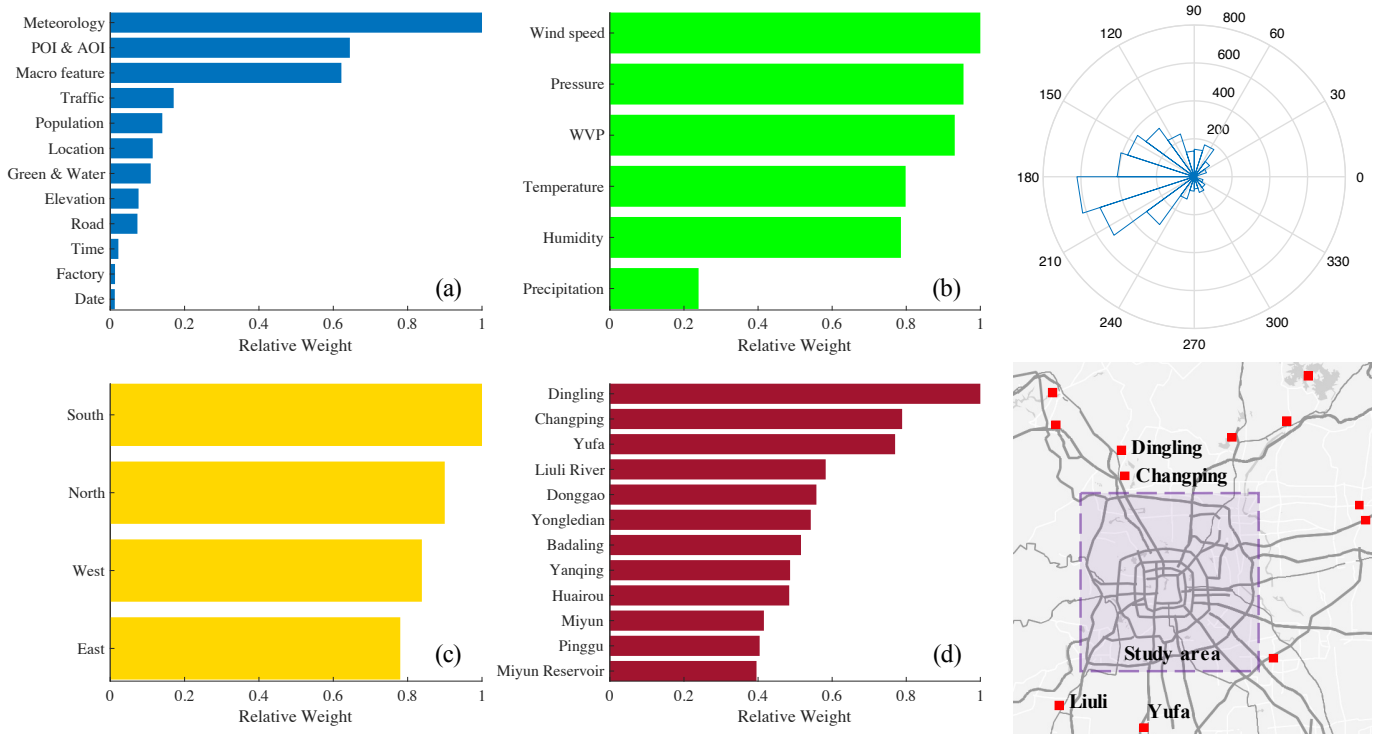 Meteorology
POI & AOI
Macro feature
Traffic
Population
Location
Green & Water
Elevation
Road
Time
Factory
Date
(a)
0 0.2 0.4 0.6 0.8 1
Relative Weight
Wind speed
Pressure
WVP
Temperature
Humidity
Precipitation
(b)
0 0.2 0.4 0.6 0.8 1
Relative Weight
90
800
120
60
600
400
150
30
200
180
0
210
330
240
300
270
South
North
West
East
(c)
0 0.2 0.4 0.6 0.8 1
Relative Weight
Dingling
Changping
Yufa
Liuli River
Donggao
Yongledian
Badaling
Yanqing
Huairou
Miyun
Pinggu
Miyun Reservoir
(d)
0 0.2 0.4 0.6 0.8 1
Relative Weight
Dingling
Changping
Study area
Liuli
Yufa